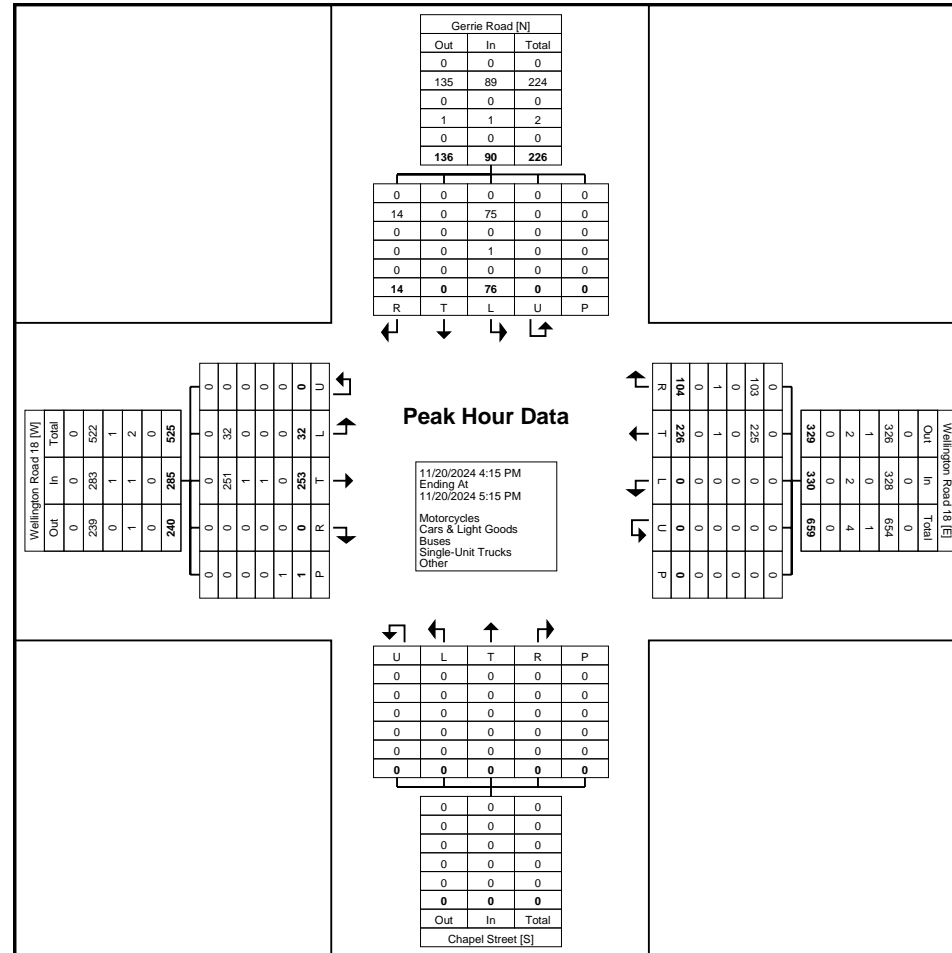 Gerrie Road [N]
Out In Total
0 0 0
135 89 224
0 0 0
1 1 2
0 0 0
136 90 226
0 0 0 0 0
14 0 75 0 0
0 0 0 0 0
0 0 1 0 0
0 0 0 0 0
14 0 76 0 0
R T L U P
Wellington Road 18 [W]
Out In Total
0 0 0
239 283 522
0 1 1
1 1 2
0 0 0
240 285 525
0 0 0 0 0
0 0 251 32 0
0 0 1 0 0
0 0 1 0 0
1 0 0 0 0
1 0 253 32 0
P R T L U
Peak Hour Data
11/20/2024 4:15 PM
Ending At
11/20/2024 5:15 PM
Motorcycles
Cars & Light Goods
Buses
Single-Unit Trucks
Other
Wellington Road 18 [E]
Out In Total
0 0 0
326 328 654
1 0 1
2 2 4
0 0 0
329 330 659
0 0 0 0 0
103 225 0 0 0
0 0 0 0 0
1 1 0 0 0
0 0 0 0 0
104 226 0 0 0
R T L U P
U L T R P
0 0 0 0 0
0 0 0 0 0
0 0 0 0 0
0 0 0 0 0
0 0 0 0 0
0 0 0 0 0
0 0 0
0 0 0
0 0 0
0 0 0
0 0 0
0 0 0
Out In Total
Chapel Street [S]